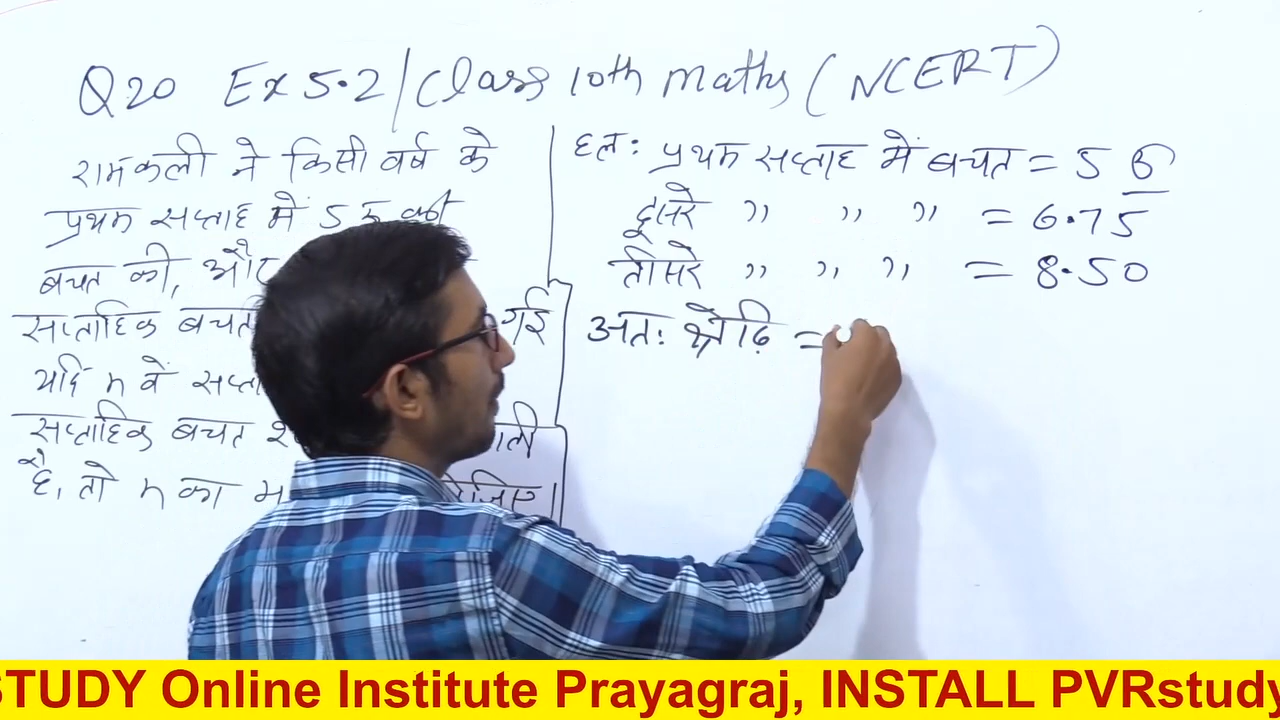 Q20 Ex 5.2 / Class 10th maths (NCERT)
रामकली ने किसी वर्ष के
प्रथम सप्ताह में 5 रु की
बचत की, और
सप्ताहिक बचत गई
यदि n वें
सप्ताहिक बचत
है, तो n का
हल: प्रथम सप्ताह में बचत = 5
दूसरे " " " = 6.75
तीसरे " " " = 8.50
अतः श्रेढि =
STUDY Online Institute Prayagraj, INSTALL PVRstudy